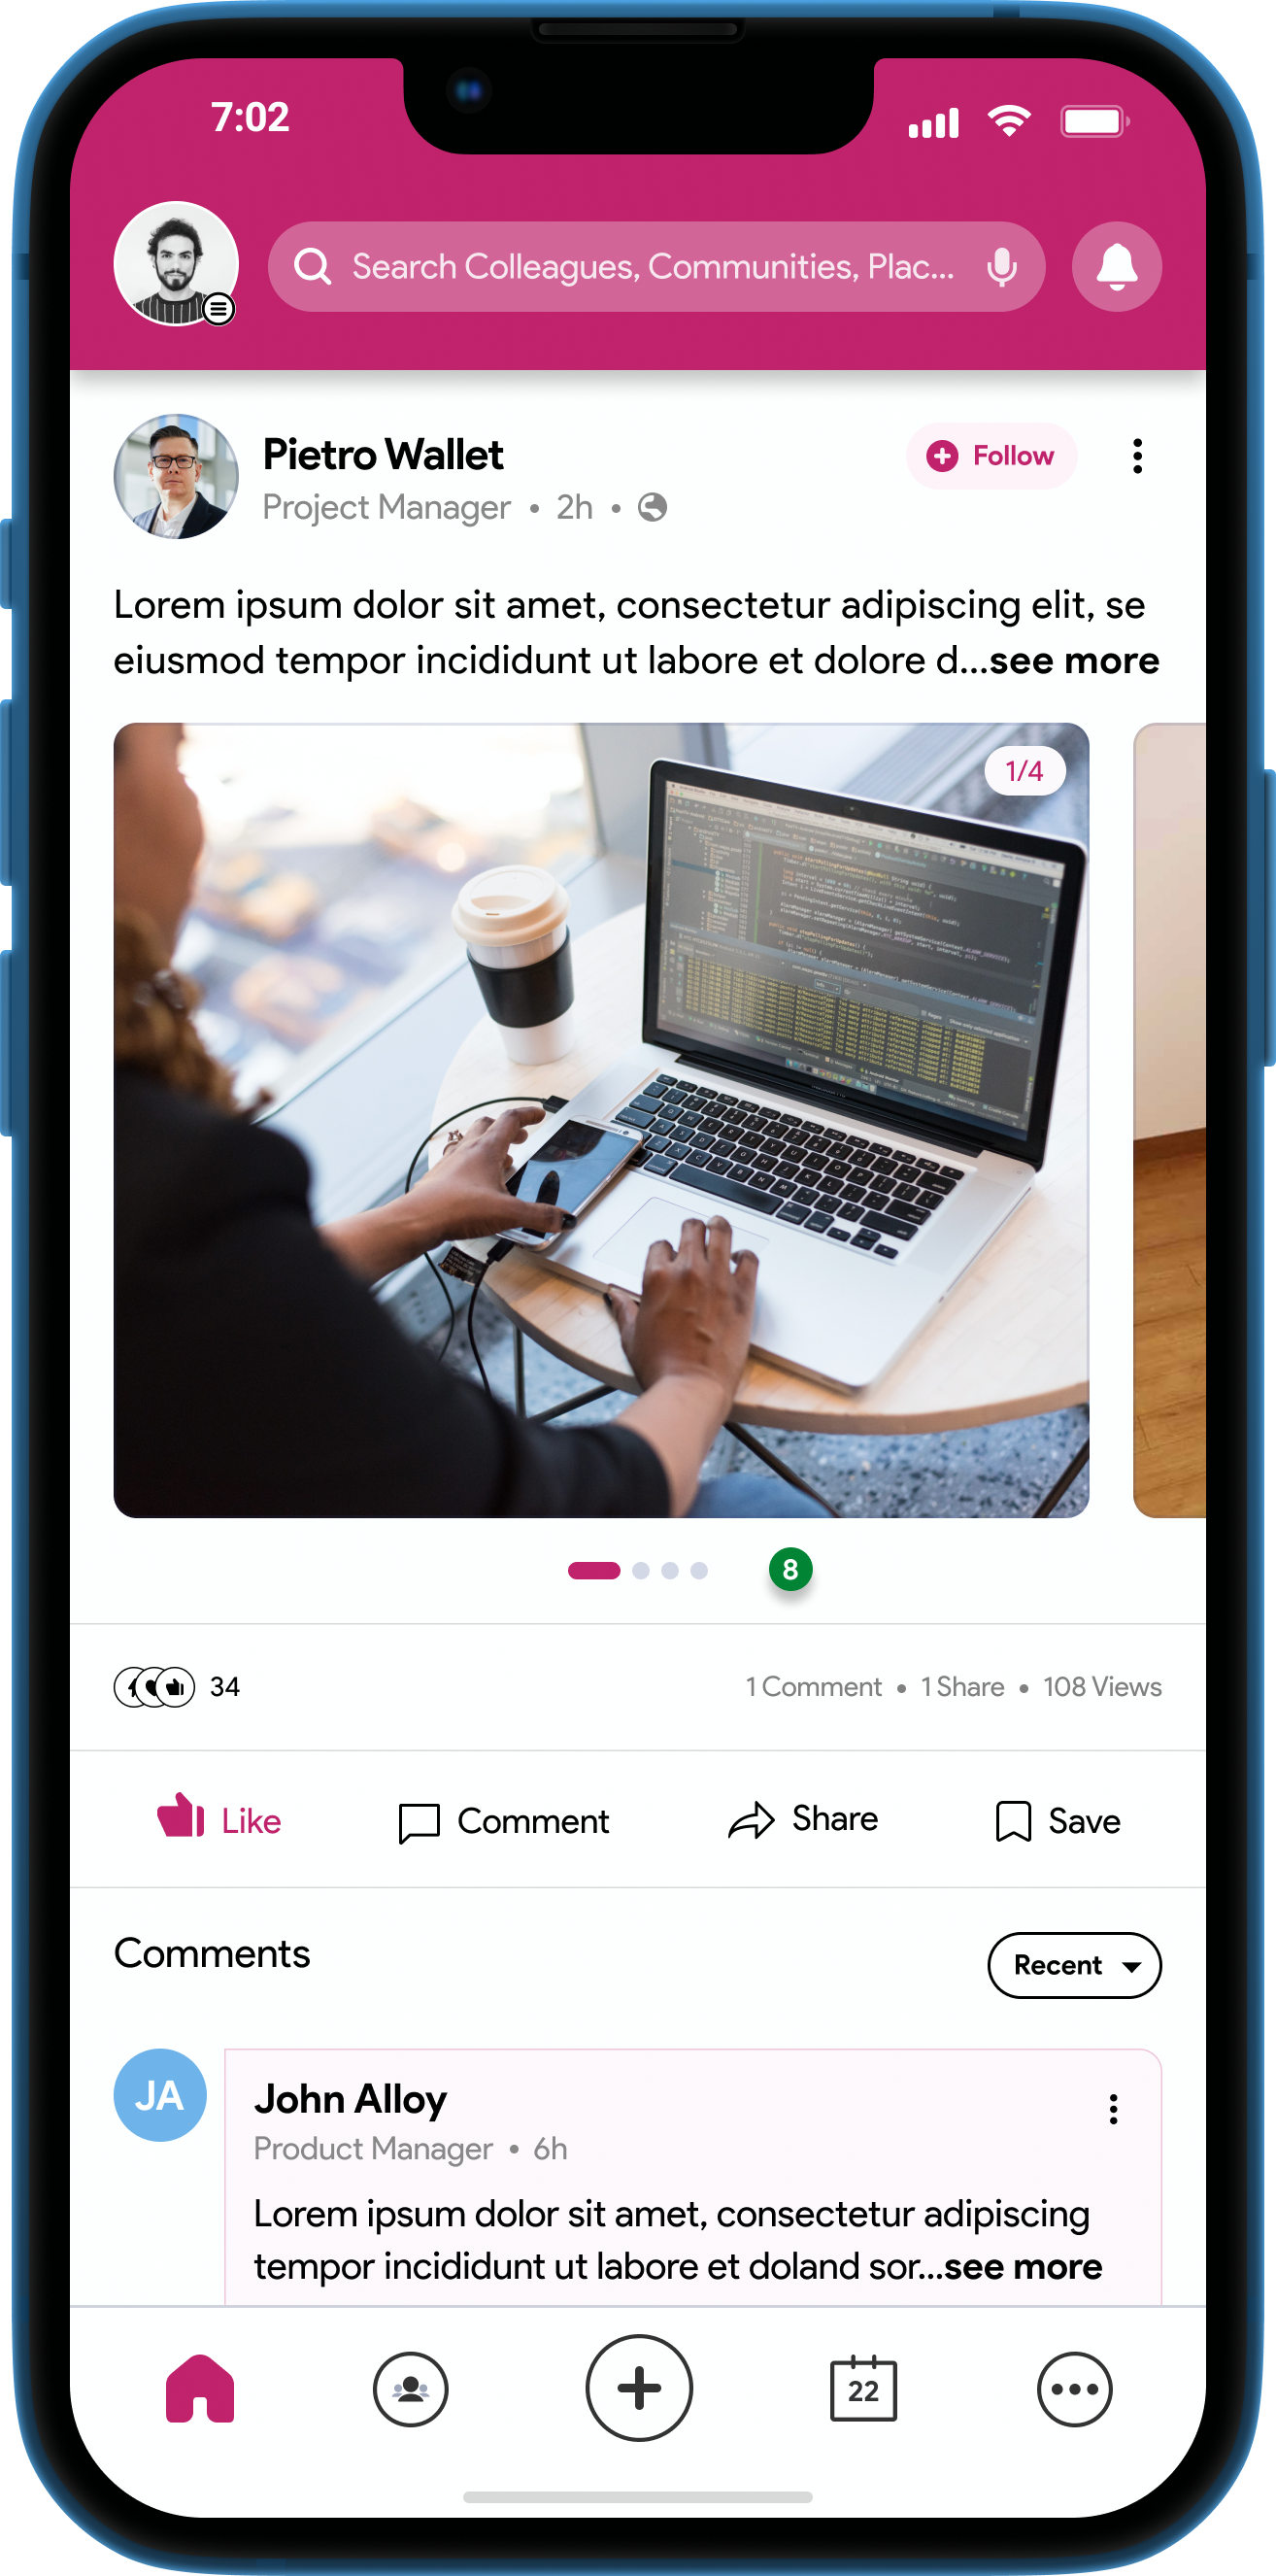 7:02
Search Colleagues, Communities, Plac...
Pietro Wallet
Follow
Project Manager • 2h •
Lorem ipsum dolor sit amet, consectetur adipiscing elit, se
eiusmod tempor incididunt ut labore et dolore d...see more
1/4
8
34
1 Comment • 1 Share • 108 Views
Like
Comment
Share
Save
Comments
Recent
JA
John Alloy
Product Manager • 6h
Lorem ipsum dolor sit amet, consectetur adipiscing
tempor incididunt ut labore et doland sor...see more
22